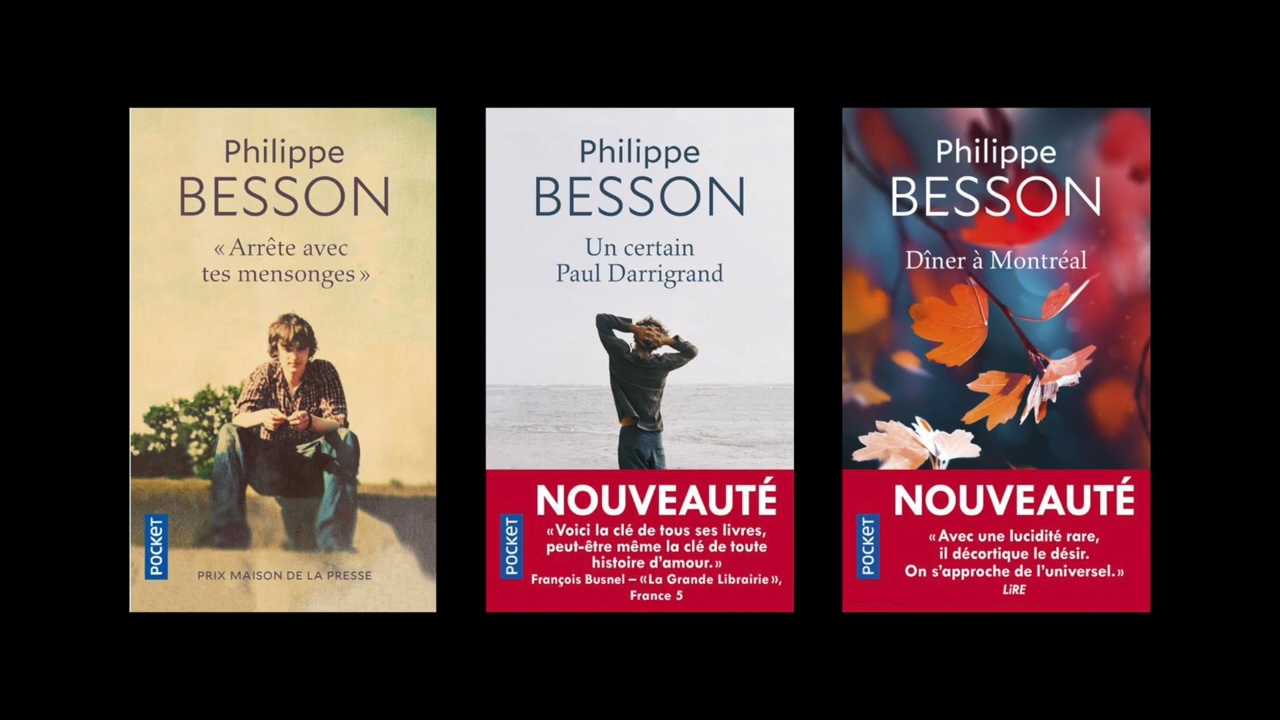 Philippe
BESSON
« Arrête avec
tes mensonges »
POCKET
PRIX MAISON DE LA PRESSE
Philippe
BESSON
Un certain
Paul Darrigrand
NOUVEAUTÉ
« Voici la clé de tous ses livres,
peut-être même la clé de toute
histoire d’amour. »
François Busnel – « La Grande Librairie »,
France 5
POCKET
Philippe
BESSON
Dîner à Montréal
NOUVEAUTÉ
« Avec une lucidité rare,
il décortique le désir.
On s’approche de l’universel. »
LiRE
POCKET